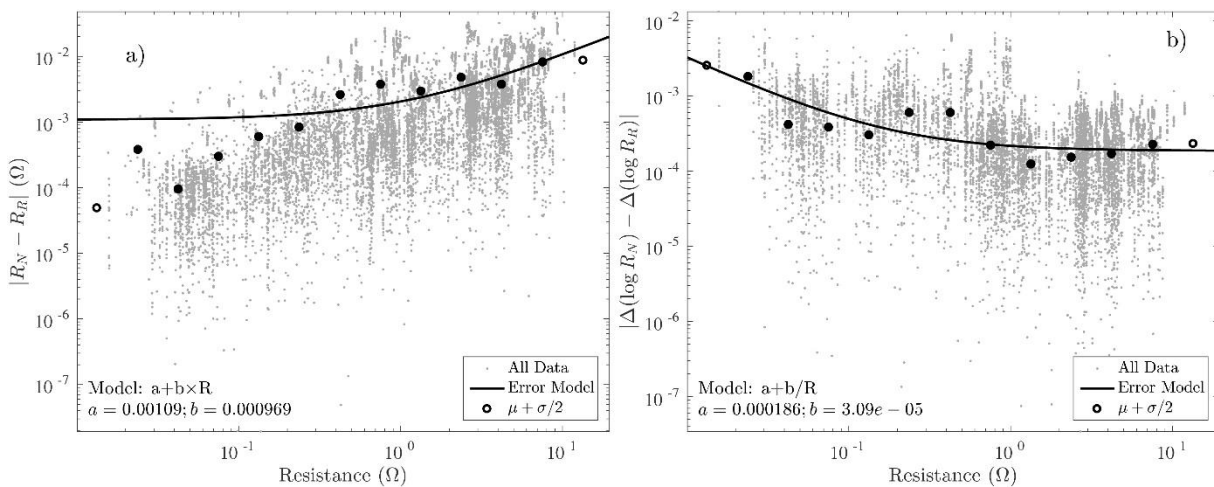 a)
10^-2
10^-3
10^-4
10^-5
10^-6
10^-7
|R_N − R_R| (Ω)
Model: a+b×R
a = 0.00109; b = 0.000969
All Data
Error Model
μ + σ/2
10^-1
10^0
10^1
Resistance (Ω)
b)
10^-2
10^-3
10^-4
10^-5
10^-6
10^-7
|Δ(log R_N) − Δ(log R_R)|
Model: a+b/R
a = 0.000186; b = 3.09e − 05
All Data
Error Model
μ + σ/2
10^-1
10^0
10^1
Resistance (Ω)